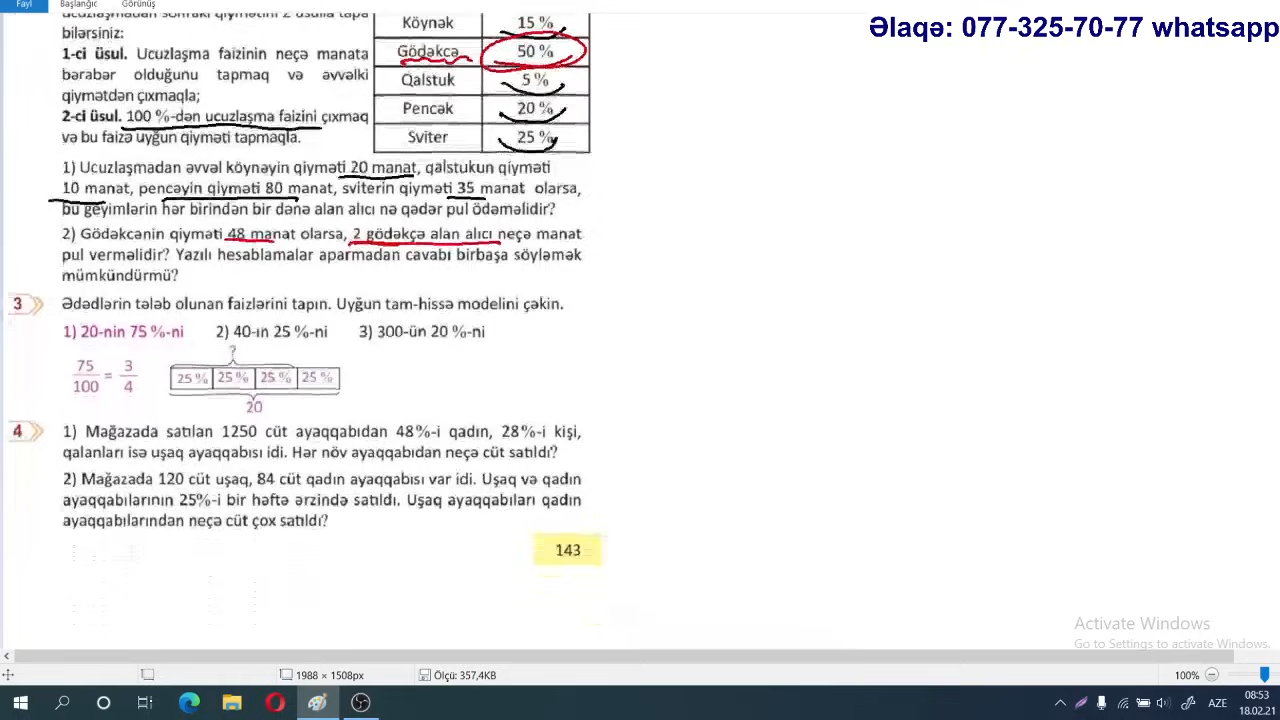 Fayl Başlanğıc Görünüş
Əlaqə: 077-325-70-77 whatsapp
ucuzlaşmadan sonrakı qiymətini 2 üsulla tapa
bilərsiniz:
1-ci üsul. Ucuzlaşma faizinin neçə manata
bərabər olduğunu tapmaq və əvvəlki
qiymətdən çıxmaqla;
2-ci üsul. 100 %-dən ucuzlaşma faizini çıxmaq
və bu faizə uyğun qiyməti tapmaqla.
Köynək 15 %
Gödəkcə 50 %
Qalstuk 5 %
Pencək 20 %
Sviter 25 %
1) Ucuzlaşmadan əvvəl köynəyin qiyməti 20 manat, qalstukun qiyməti
10 manat, pencəyin qiyməti 80 manat, sviterin qiyməti 35 manat olarsa,
bu geyimlərin hər birindən bir dənə alan alıcı nə qədər pul ödəməlidir?
2) Gödəkcənin qiyməti 48 manat olarsa, 2 gödəkçə alan alıcı neçə manat
pul verməlidir? Yazılı hesablamalar aparmadan cavabı birbaşa söyləmək
mümkündürmü?
3 Ədədlərin tələb olunan faizlərini tapın. Uyğun tam-hissə modelini çəkin.
1) 20-nin 75 %-ni 2) 40-ın 25 %-ni 3) 300-ün 20 %-ni
75/100 = 3/4
?
25 % 25 % 25 % 25 %
20
4 1) Mağazada satılan 1250 cüt ayaqqabıdan 48%-i qadın, 28%-i kişi,
qalanları isə uşaq ayaqqabısı idi. Hər növ ayaqqabıdan neçə cüt satıldı?
2) Mağazada 120 cüt uşaq, 84 cüt qadın ayaqqabısı var idi. Uşaq və qadın
ayaqqabılarının 25%-i bir həftə ərzində satıldı. Uşaq ayaqqabıları qadın
ayaqqabılarından neçə cüt çox satıldı?
143
Activate Windows
Go to Settings to activate Windows.
1988 × 1508px Ölçü: 357,4KB 100%
AZE 08:53
18.02.21